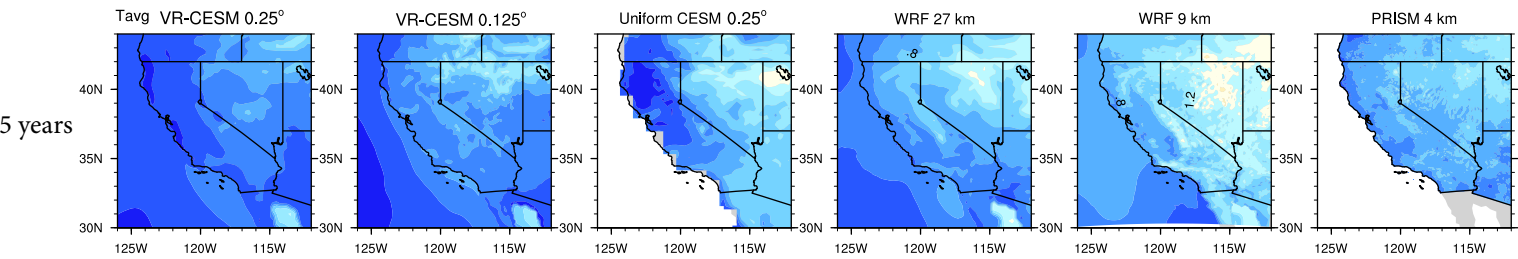 Tavg VR-CESM 0.25° VR-CESM 0.125° Uniform CESM 0.25° WRF 27 km WRF 9 km PRISM 4 km
.8
40N 40N 40N 40N 40N 40N
.8 1.2
5 years
35N 35N 35N 35N 35N 35N
30N 30N 30N 30N 30N 30N
125W 120W 115W 125W 120W 115W 125W 120W 115W 125W 120W 115W 125W 120W 115W 125W 120W 115W